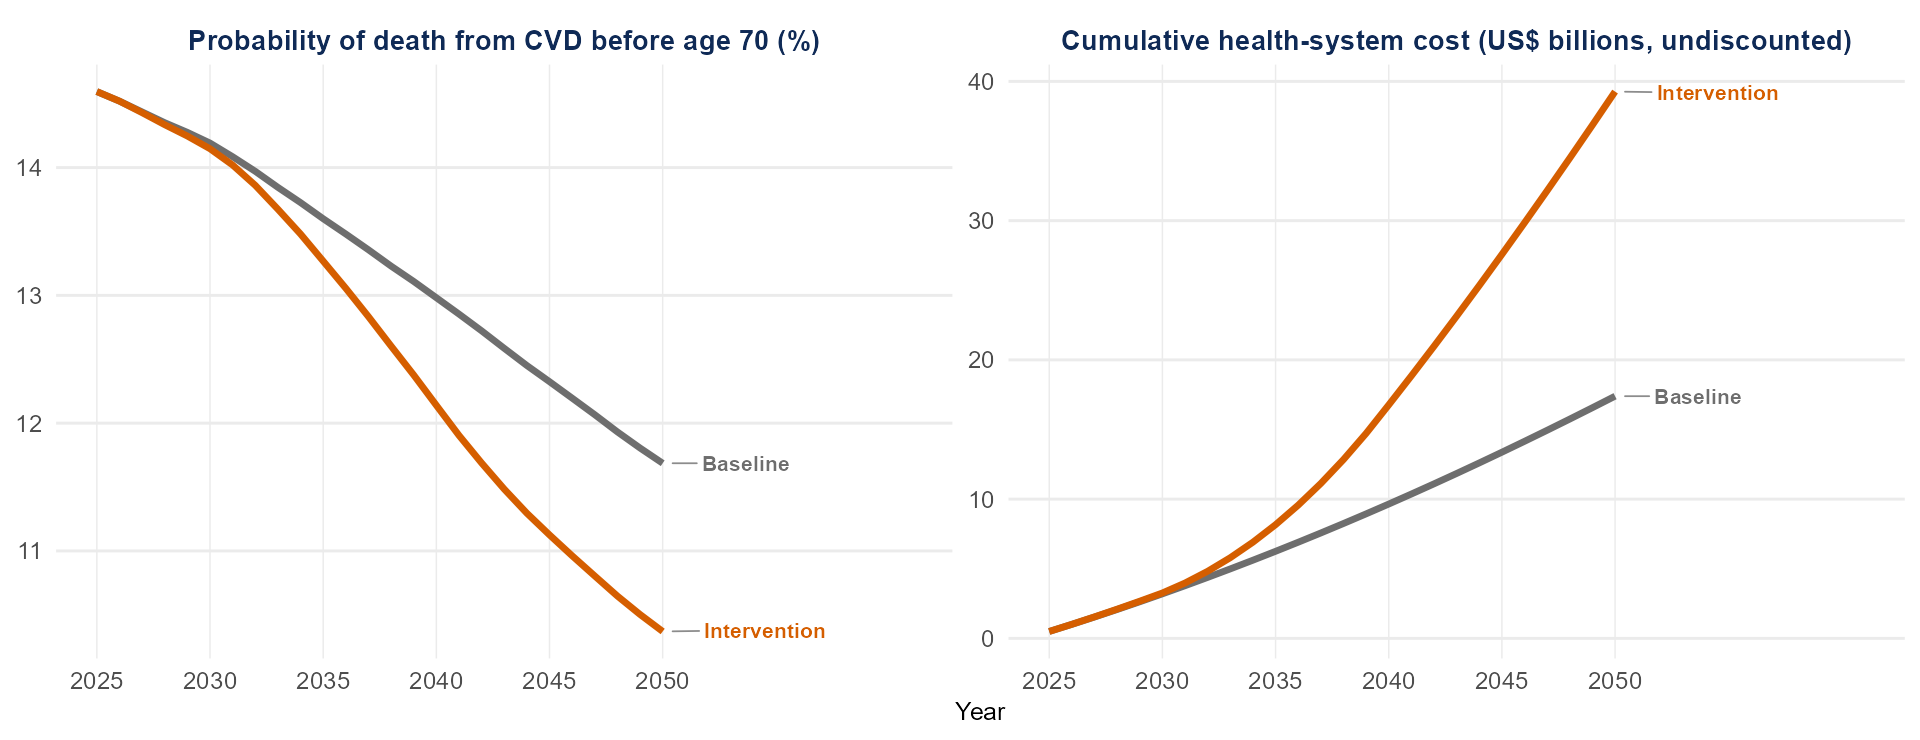 Probability of death from CVD before age 70 (%)
14
13
12
11
Baseline
Intervention
2025 2030 2035 2040 2045 2050
Cumulative health-system cost (US$ billions, undiscounted)
40
30
20
10
0
Intervention
Baseline
2025 2030 2035 2040 2045 2050
Year